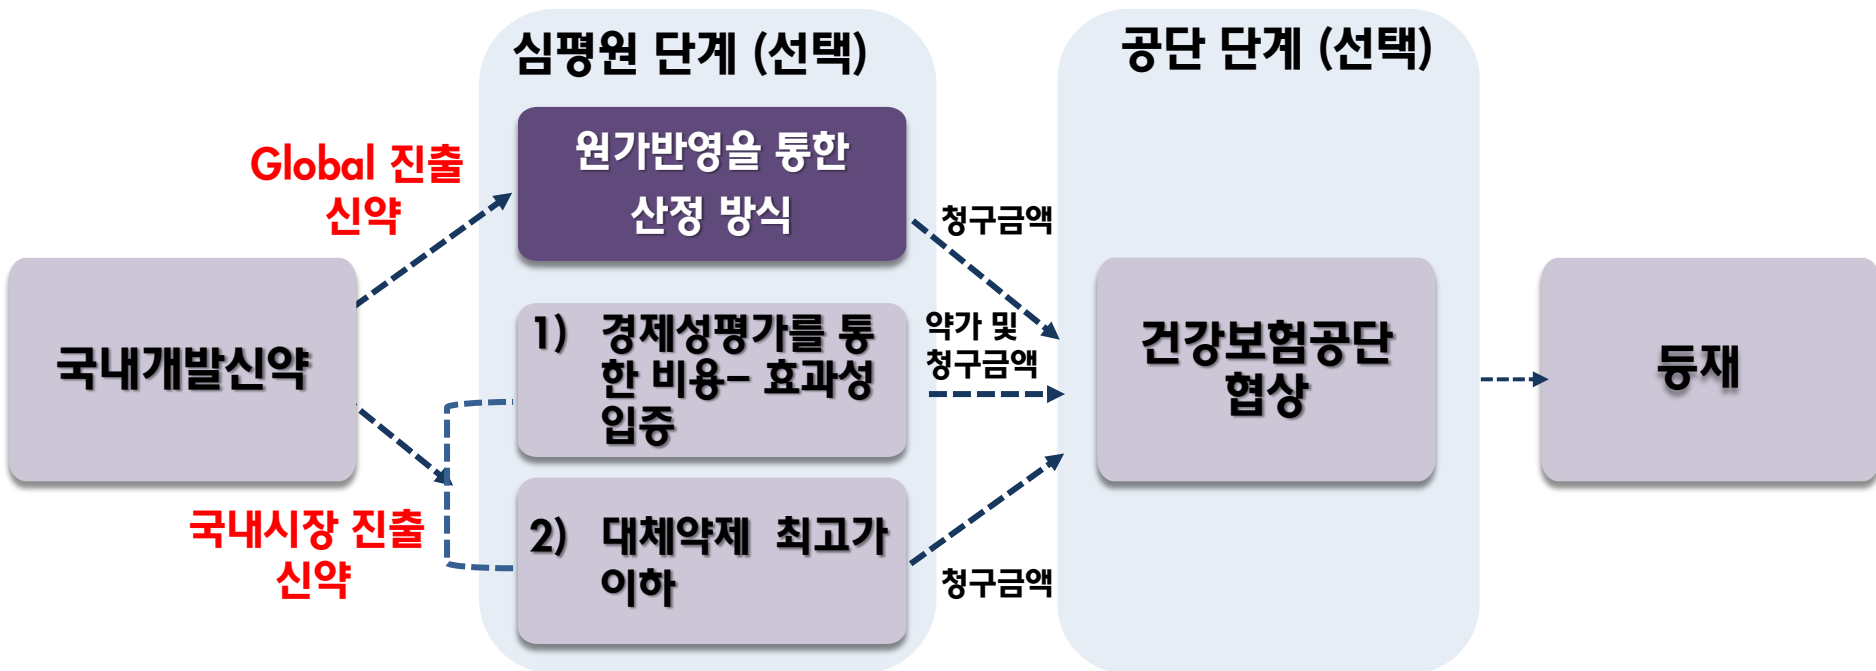 심평원 단계 (선택)
공단 단계 (선택)
Global 진출
신약
원가반영을 통한
산정 방식
청구금액
국내개발신약
1) 경제성평가를 통
한 비용– 효과성
입증
약가 및
청구금액
건강보험공단
협상
등재
국내시장 진출
신약
2) 대체약제 최고가
이하
청구금액